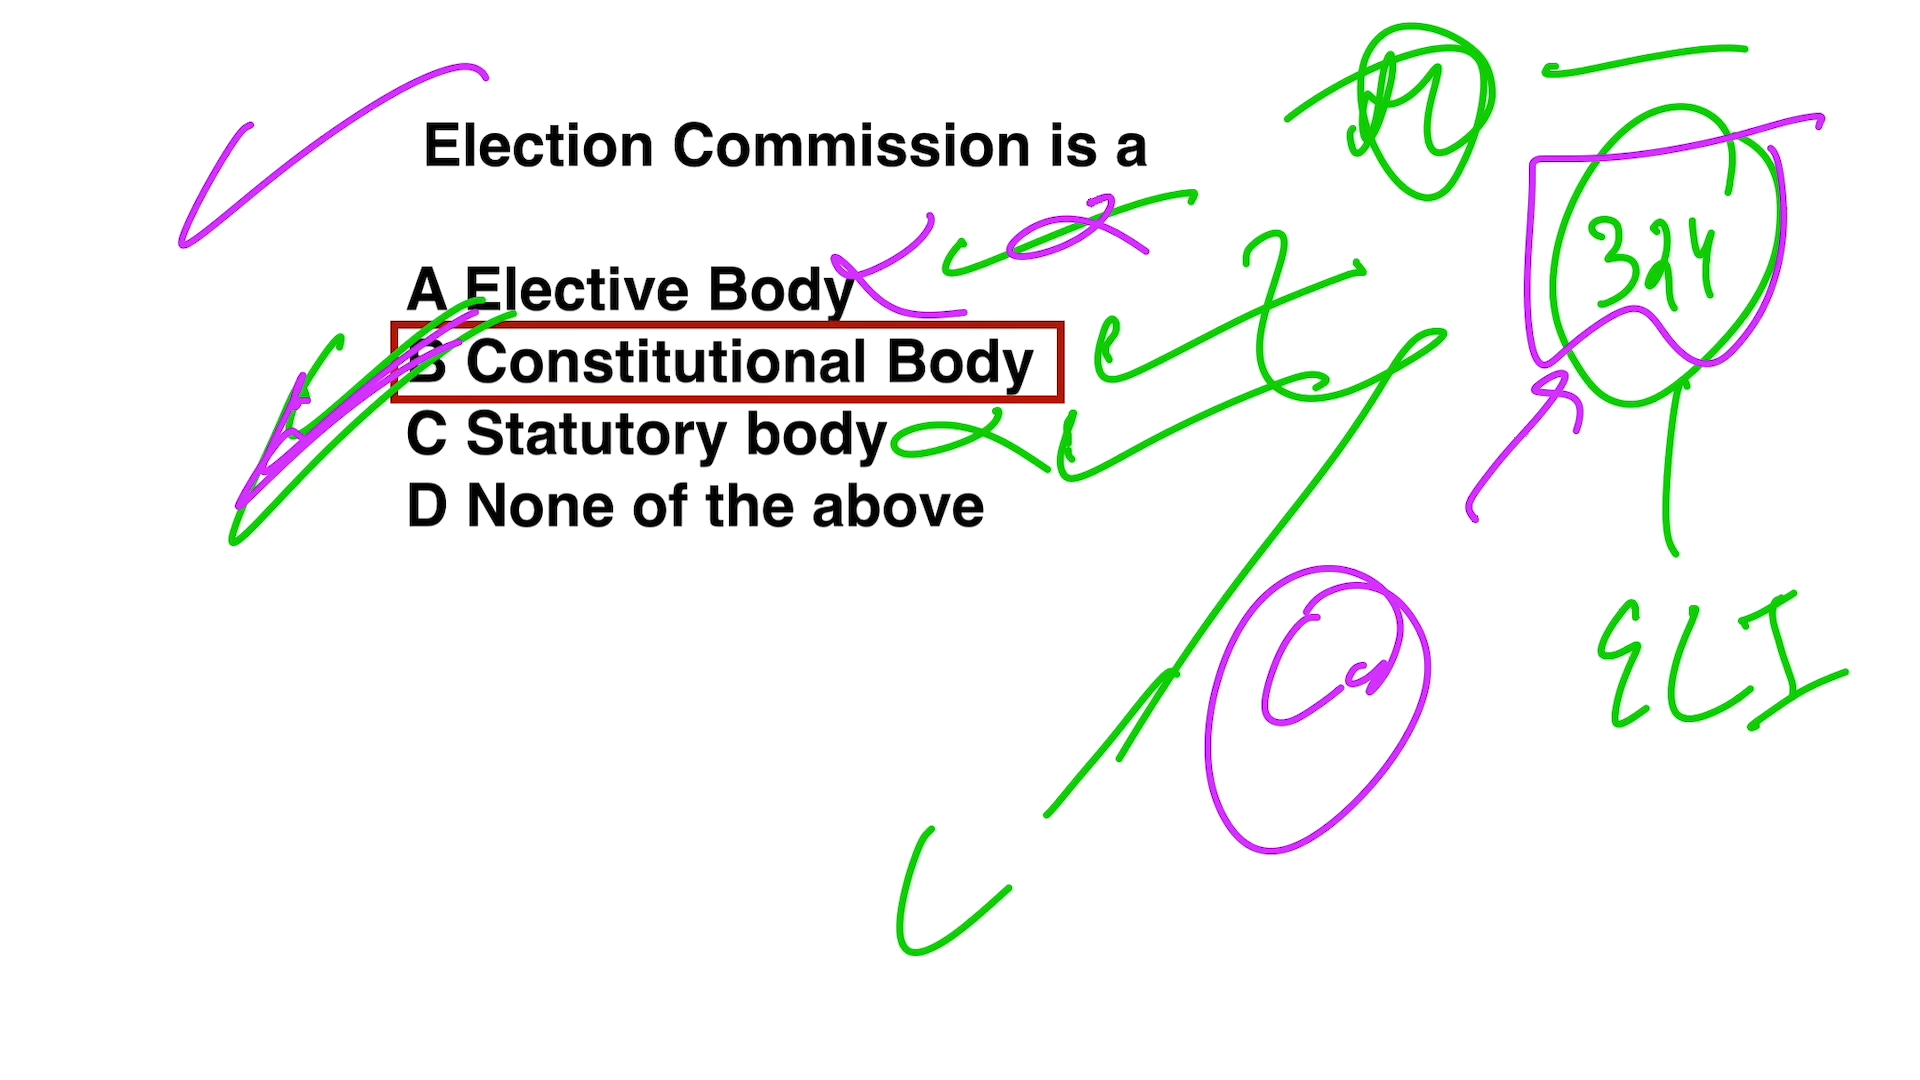 Election Commission is a
324
A Elective Body
B Constitutional Body
C Statutory body
D None of the above
ECI